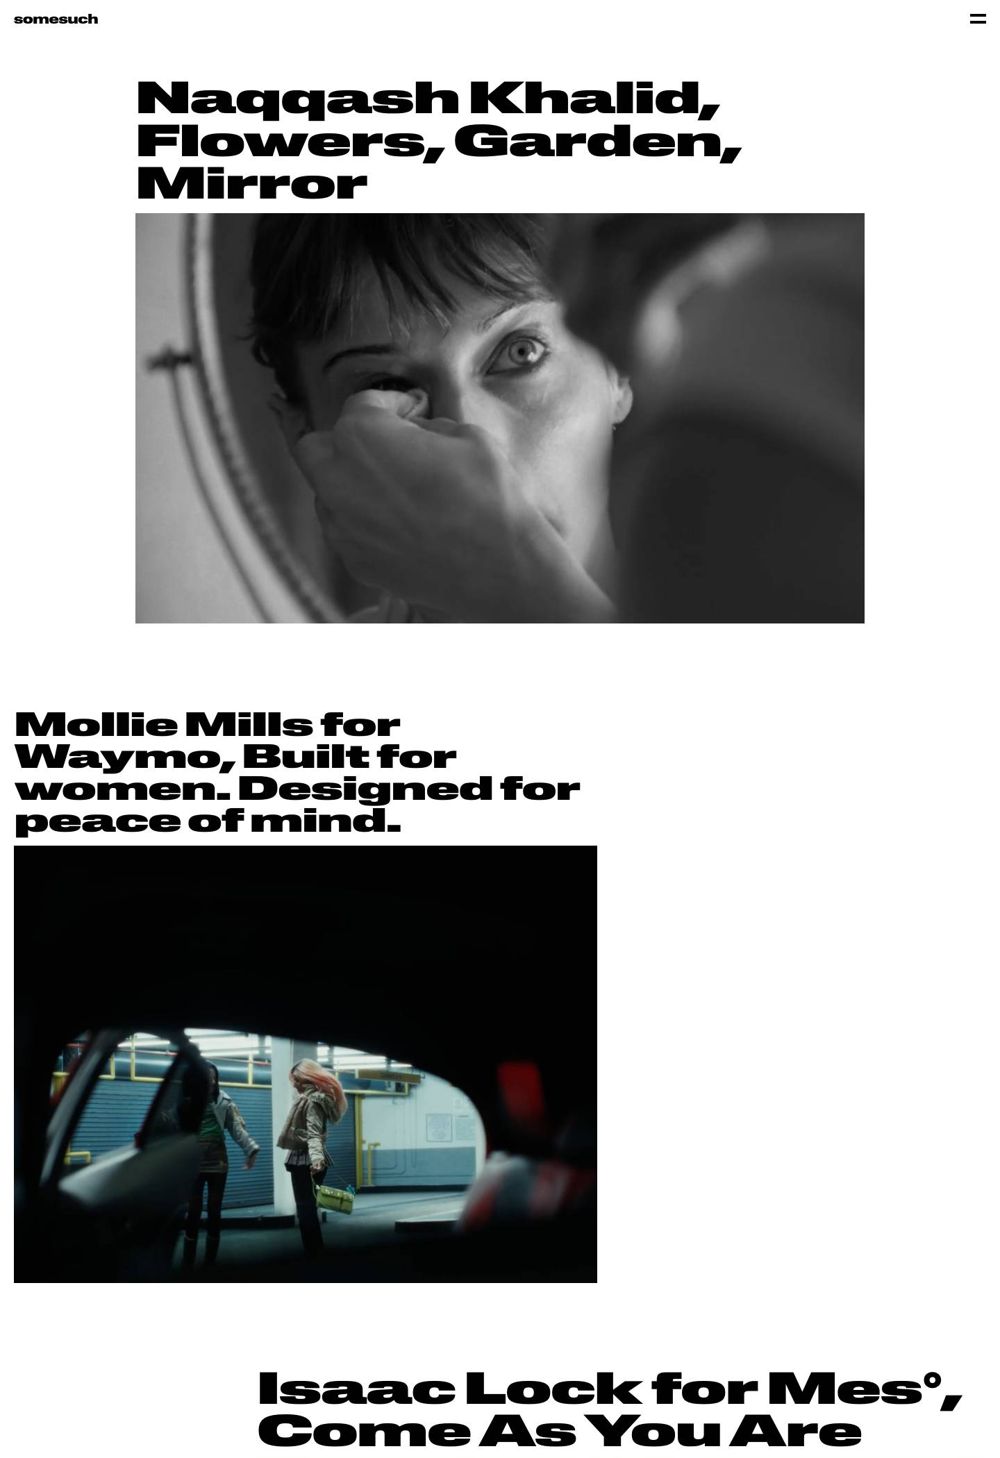 somesuch
Naqqash Khalid,
Flowers, Garden,
Mirror
Mollie Mills for
Waymo, Built for
women. Designed for
peace of mind.
Isaac Lock for Mes°,
Come As You Are